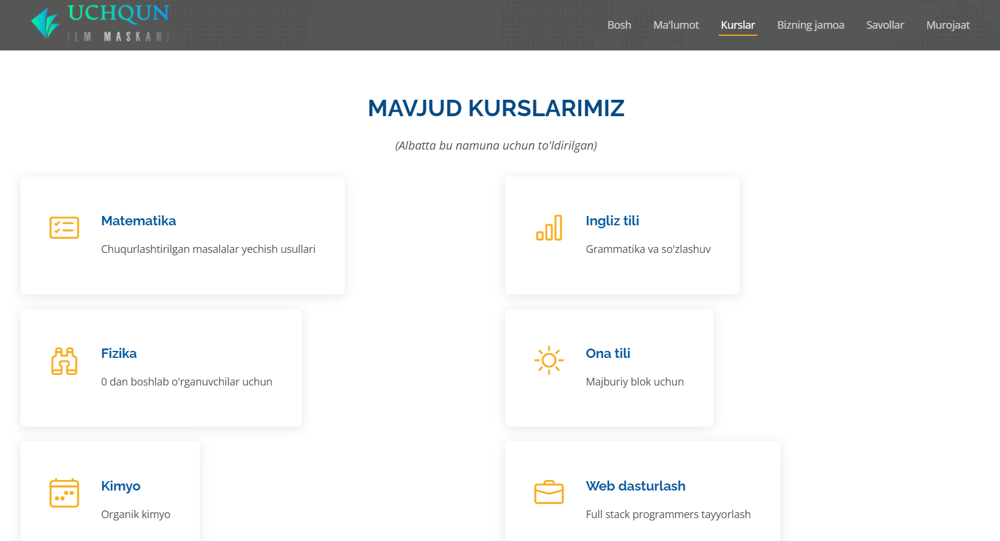 UCHQUN
ILM MASKANI
Bosh Ma'lumot Kurslar Bizning jamoa Savollar Murojaat
MAVJUD KURSLARIMIZ
(Albatta bu namuna uchun to'ldirilgan)
Matematika
Chuqurlashtirilgan masalalar yechish usullari
Ingliz tili
Grammatika va so'zlashuv
Fizika
0 dan boshlab o'rganuvchilar uchun
Ona tili
Majburiy blok uchun
Kimyo
Organik kimyo
Web dasturlash
Full stack programmers tayyorlash